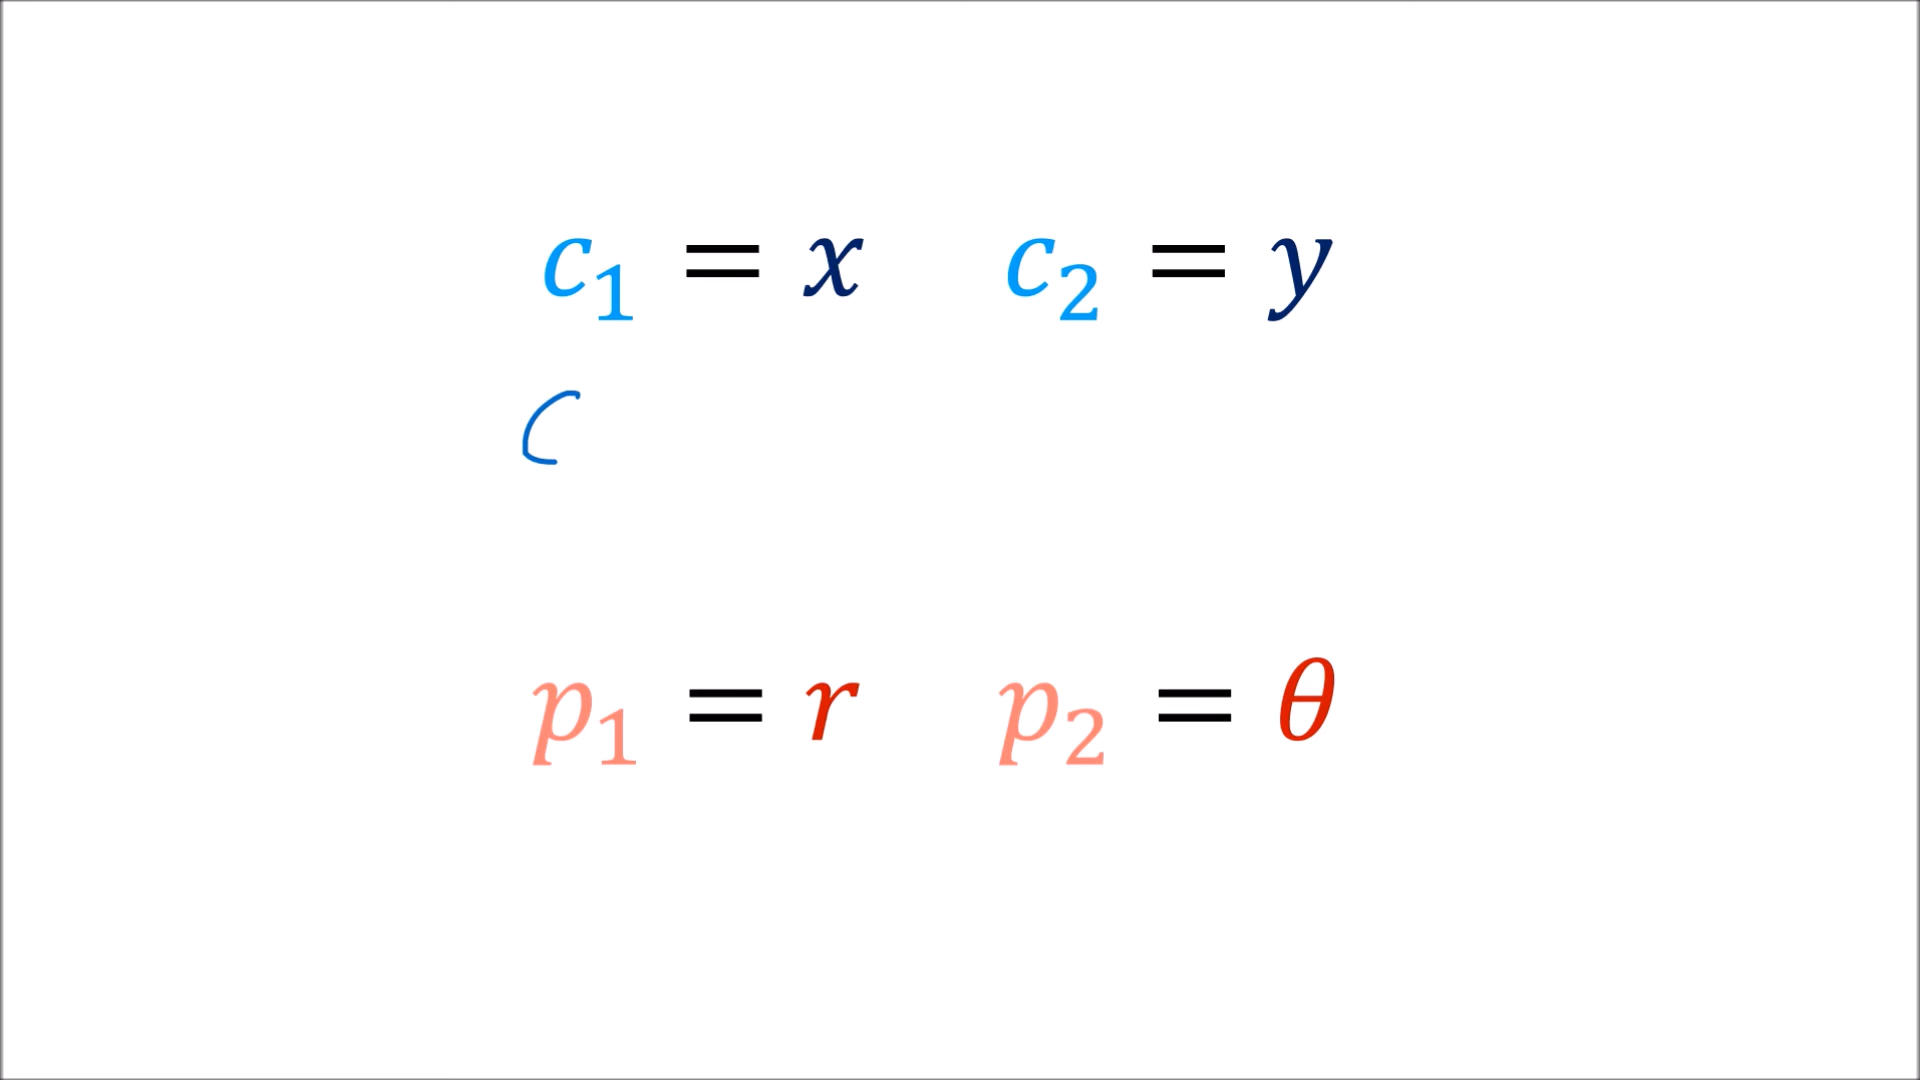 c₁ = x c₂ = y
C
p₁ = r p₂ = θ